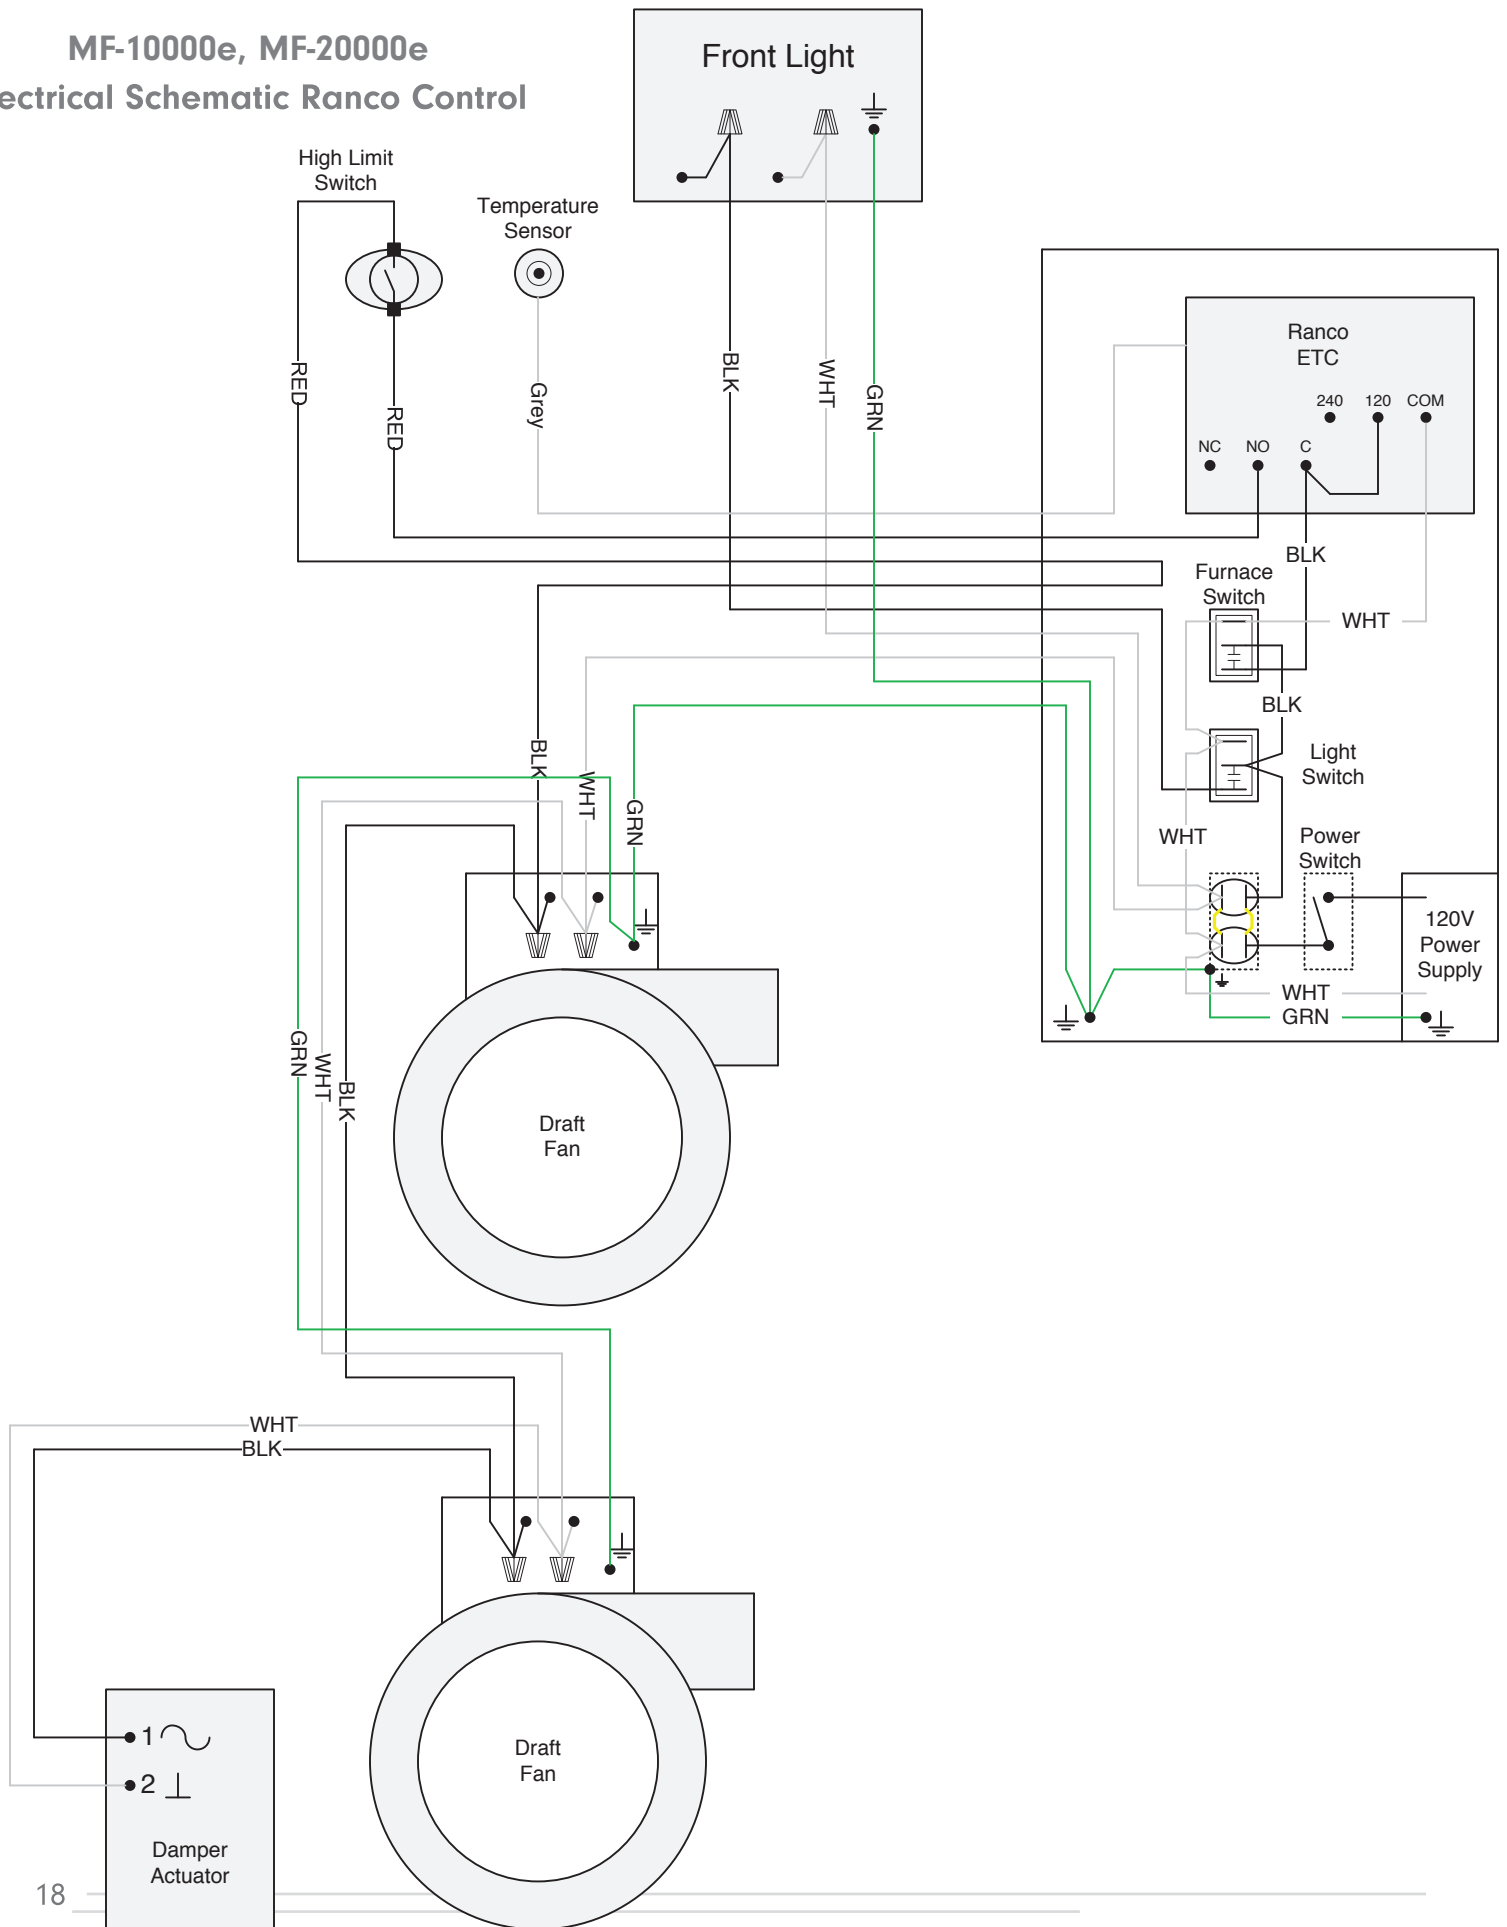 MF-10000e, MF-20000e
ectrical Schematic Ranco Control
Front Light
High Limit
Switch
Temperature
Sensor
Ranco
ETC
240 120 COM
NC NO C
RED
RED
Grey
BLK
WHT
GRN
BLK
Furnace
Switch
WHT
BLK
Light
Switch
WHT
Power
Switch
120V
Power
Supply
WHT
GRN
BLK
WHT
GRN
GRN
WHT
BLK
Draft
Fan
WHT
BLK
Draft
Fan
1
2
Damper
Actuator
18